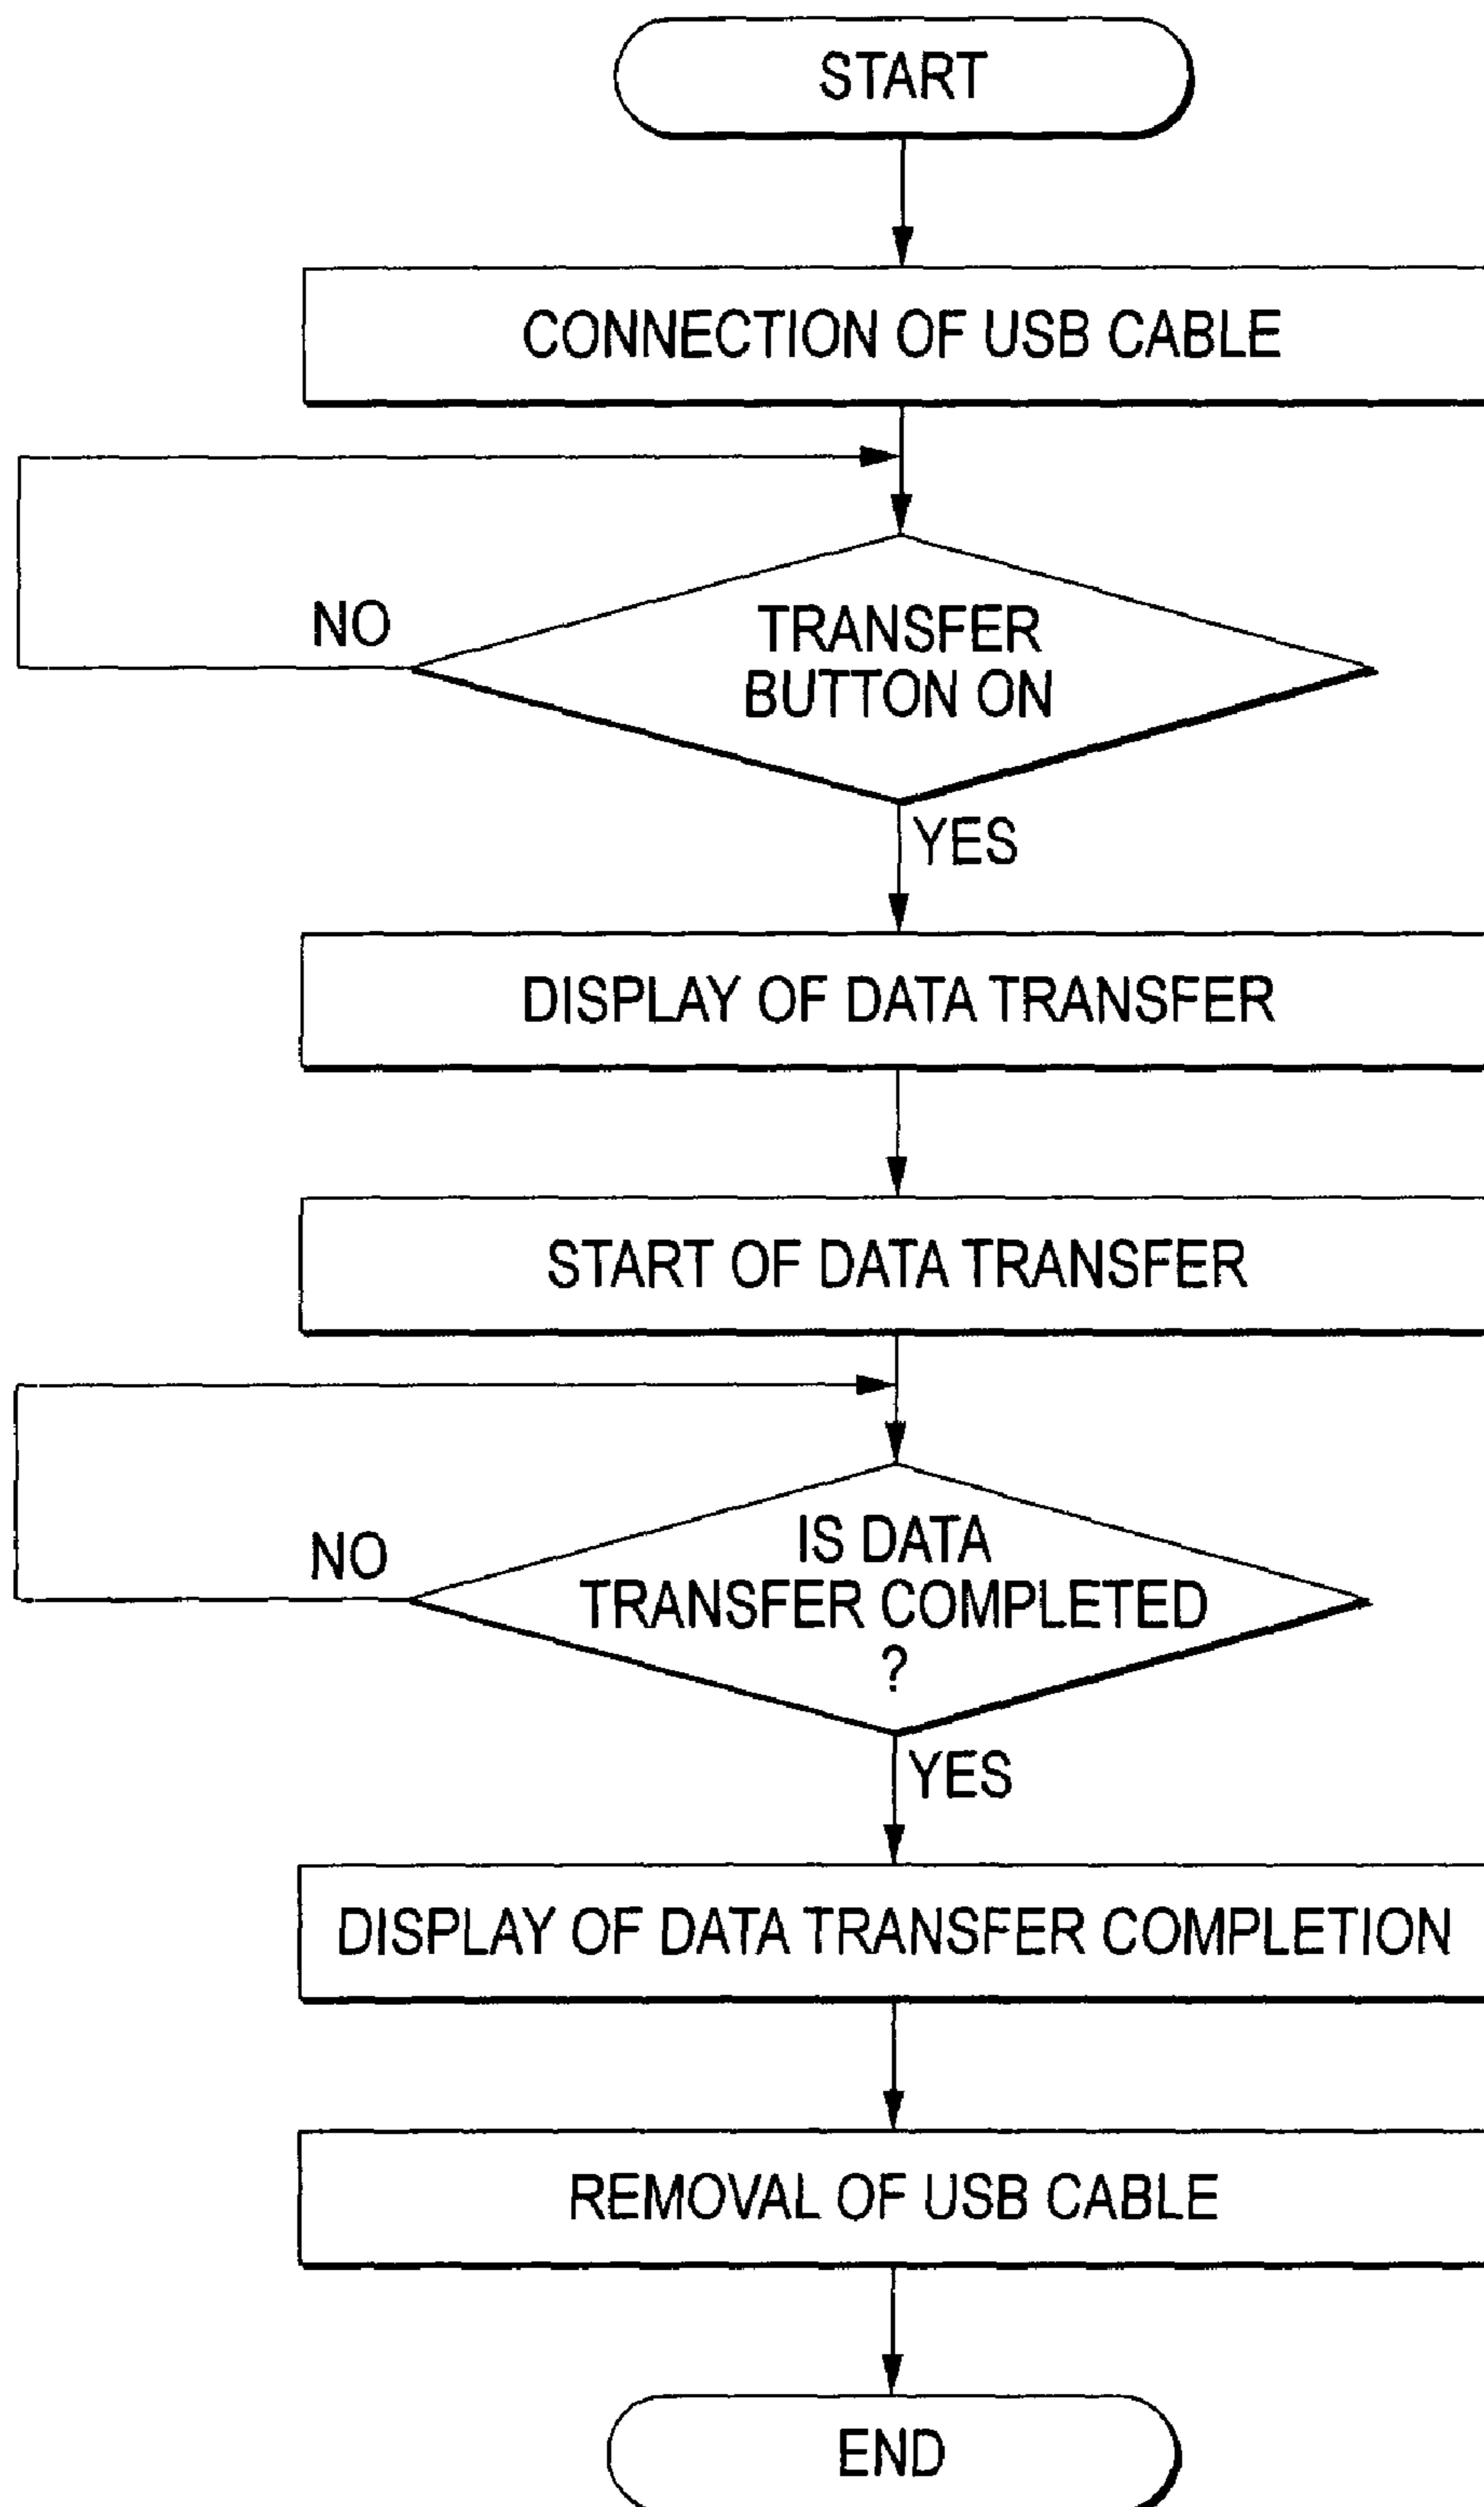 START
CONNECTION OF USB CABLE
NO
TRANSFER
BUTTON ON
YES
DISPLAY OF DATA TRANSFER
START OF DATA TRANSFER
NO
IS DATA
TRANSFER COMPLETED
?
YES
DISPLAY OF DATA TRANSFER COMPLETION
REMOVAL OF USB CABLE
END